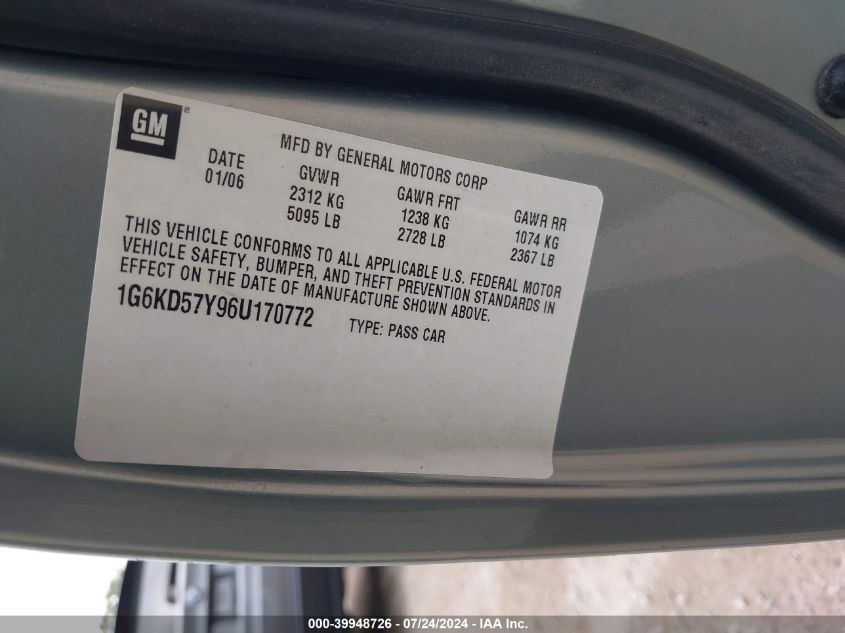 GM®
MFD BY GENERAL MOTORS CORP
DATE GVWR GAWR FRT GAWR RR
01/06 2312 KG 1238 KG 1074 KG
5095 LB 2728 LB 2367 LB
THIS VEHICLE CONFORMS TO ALL APPLICABLE U.S. FEDERAL MOTOR
VEHICLE SAFETY, BUMPER, AND THEFT PREVENTION STANDARDS IN
EFFECT ON THE DATE OF MANUFACTURE SHOWN ABOVE.
1G6KD57Y96U170772 TYPE: PASS CAR
000-39948726 / 07/24/2024 - IAA Inc.